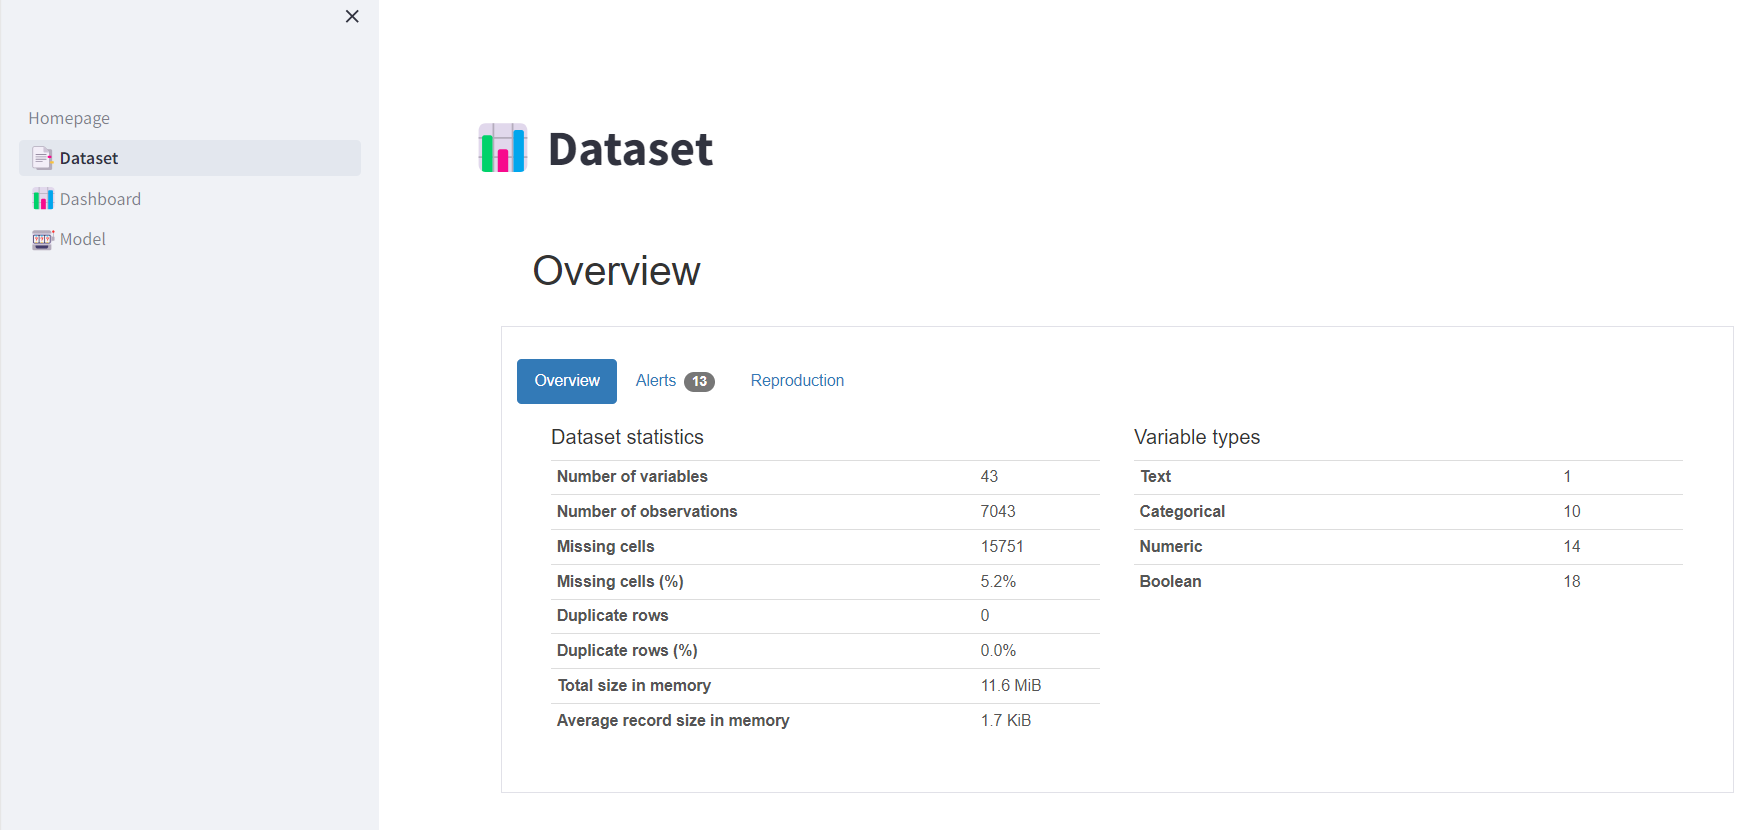 Homepage
Dataset
Dashboard
Model
Dataset
Overview
Overview Alerts 13 Reproduction
Dataset statistics
Number of variables 43
Number of observations 7043
Missing cells 15751
Missing cells (%) 5.2%
Duplicate rows 0
Duplicate rows (%) 0.0%
Total size in memory 11.6 MiB
Average record size in memory 1.7 KiB
Variable types
Text 1
Categorical 10
Numeric 14
Boolean 18